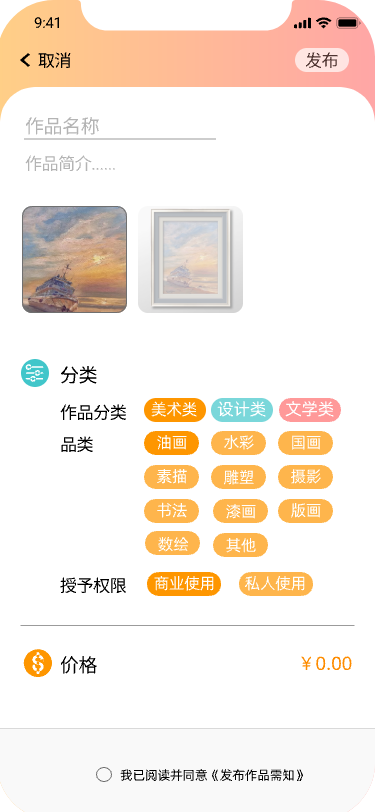 9:41
取消 发布
作品名称
作品简介......
分类
作品分类 美术类 设计类 文学类
品类 油画 水彩 国画
素描 雕塑 摄影
书法 漆画 版画
数绘 其他
授予权限 商业使用 私人使用
价格 ￥0.00
我已阅读并同意《发布作品需知》